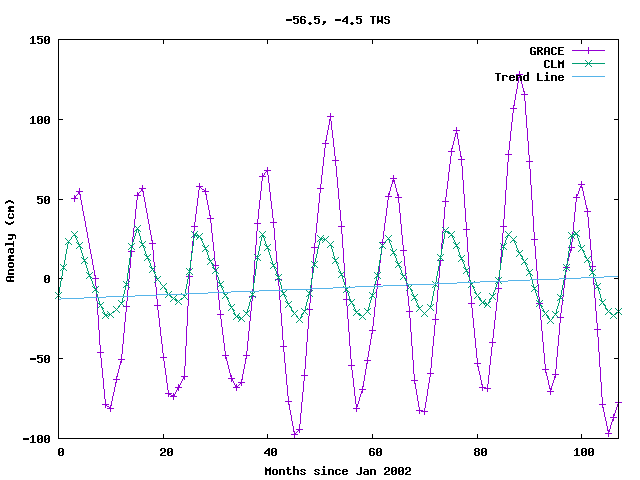 -56.5, -4.5 TWS
150
GRACE
CLM
Trend Line
100
50
0
-50
-100
Anomaly (cm)
0 20 40 60 80 100
Months since Jan 2002